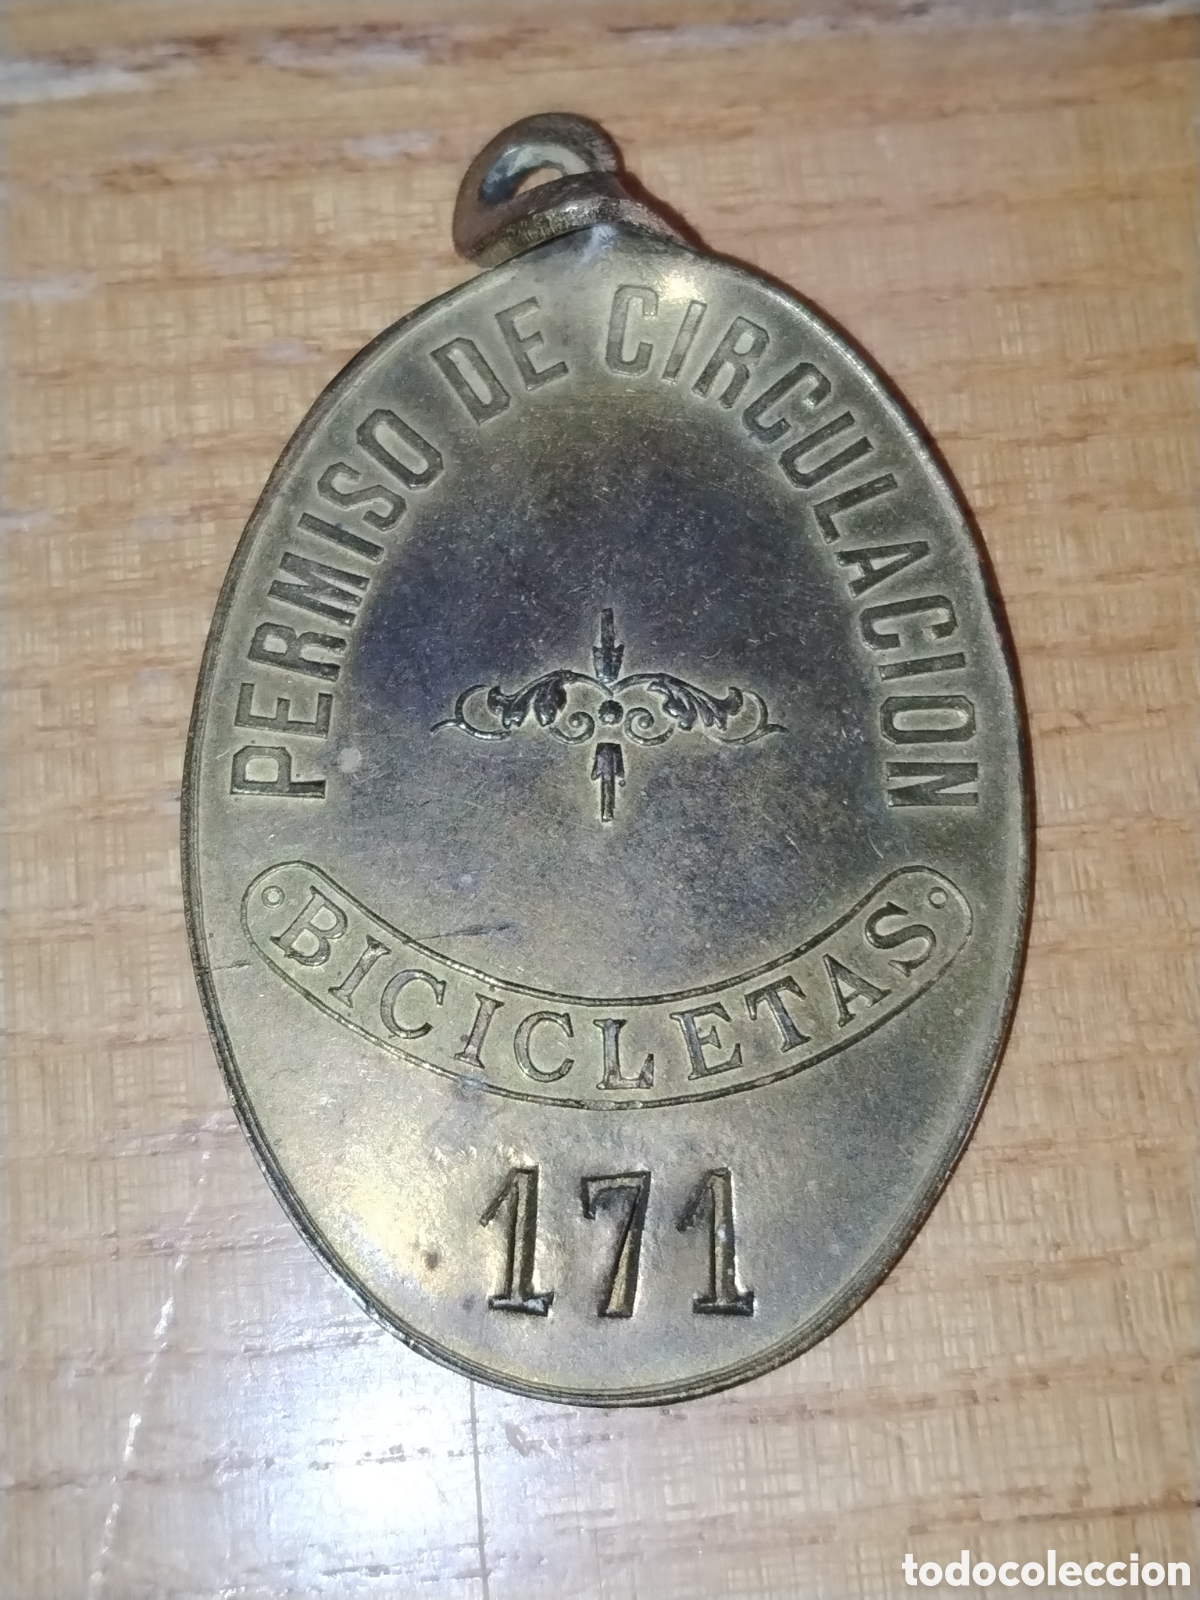 PERMISO DE CIRCULACION
BICICLETAS
171
todocoleccion